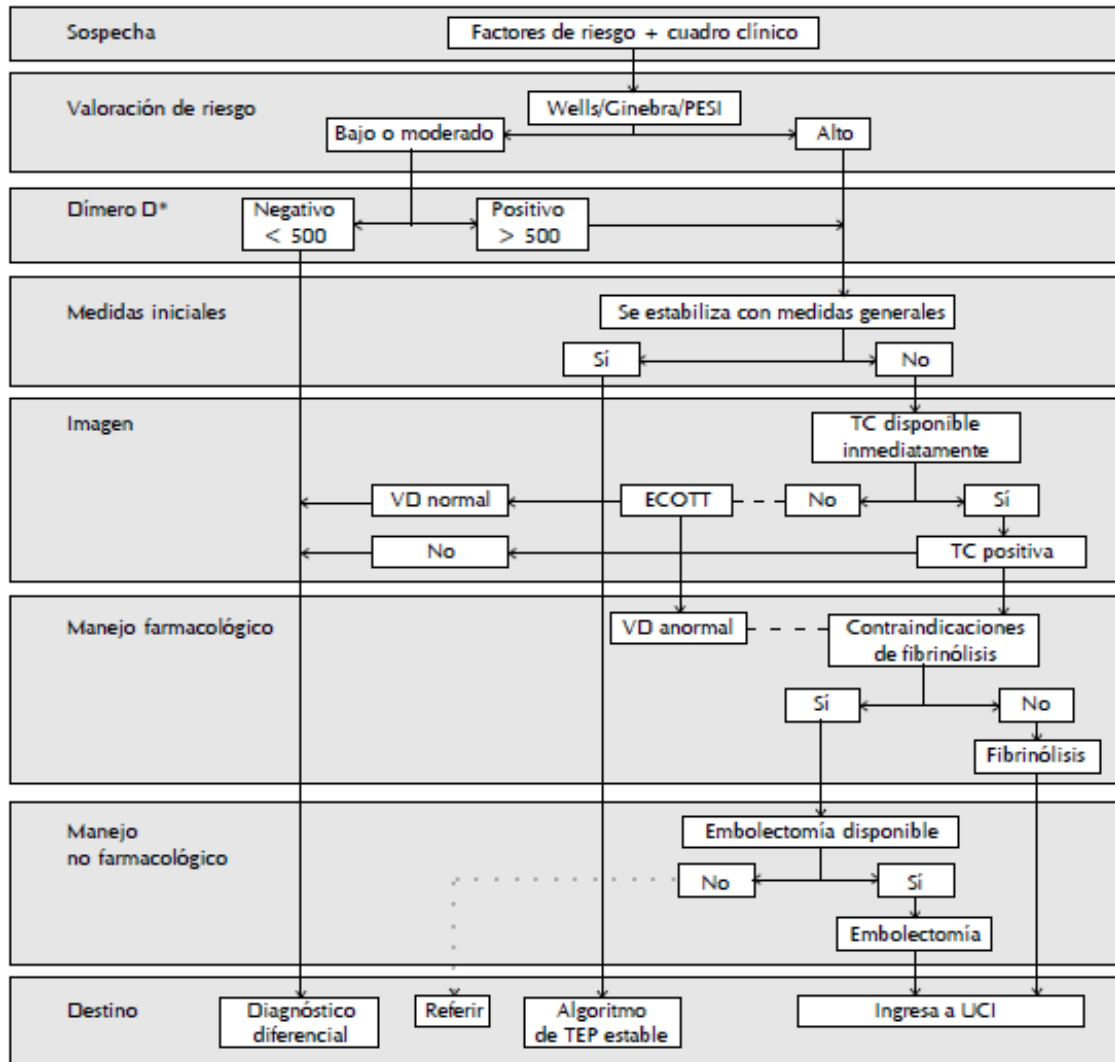 Sospecha
Factores de riesgo + cuadro clínico
Valoración de riesgo
Wells/Ginebra/PESI
Bajo o moderado
Alto
Dímero D*
Negativo
< 500
Positivo
> 500
Medidas iniciales
Se estabiliza con medidas generales
Sí
No
Imagen
TC disponible
inmediatamente
VD normal
ECOTT
No
Sí
No
TC positiva
Manejo farmacológico
VD anormal
Contraindicaciones
de fibrinólisis
Sí
No
Fibrinólisis
Manejo
no farmacológico
Embolectomía disponible
No
Sí
Embolectomía
Destino
Diagnóstico
diferencial
Referir
Algoritmo
de TEP estable
Ingresa a UCI